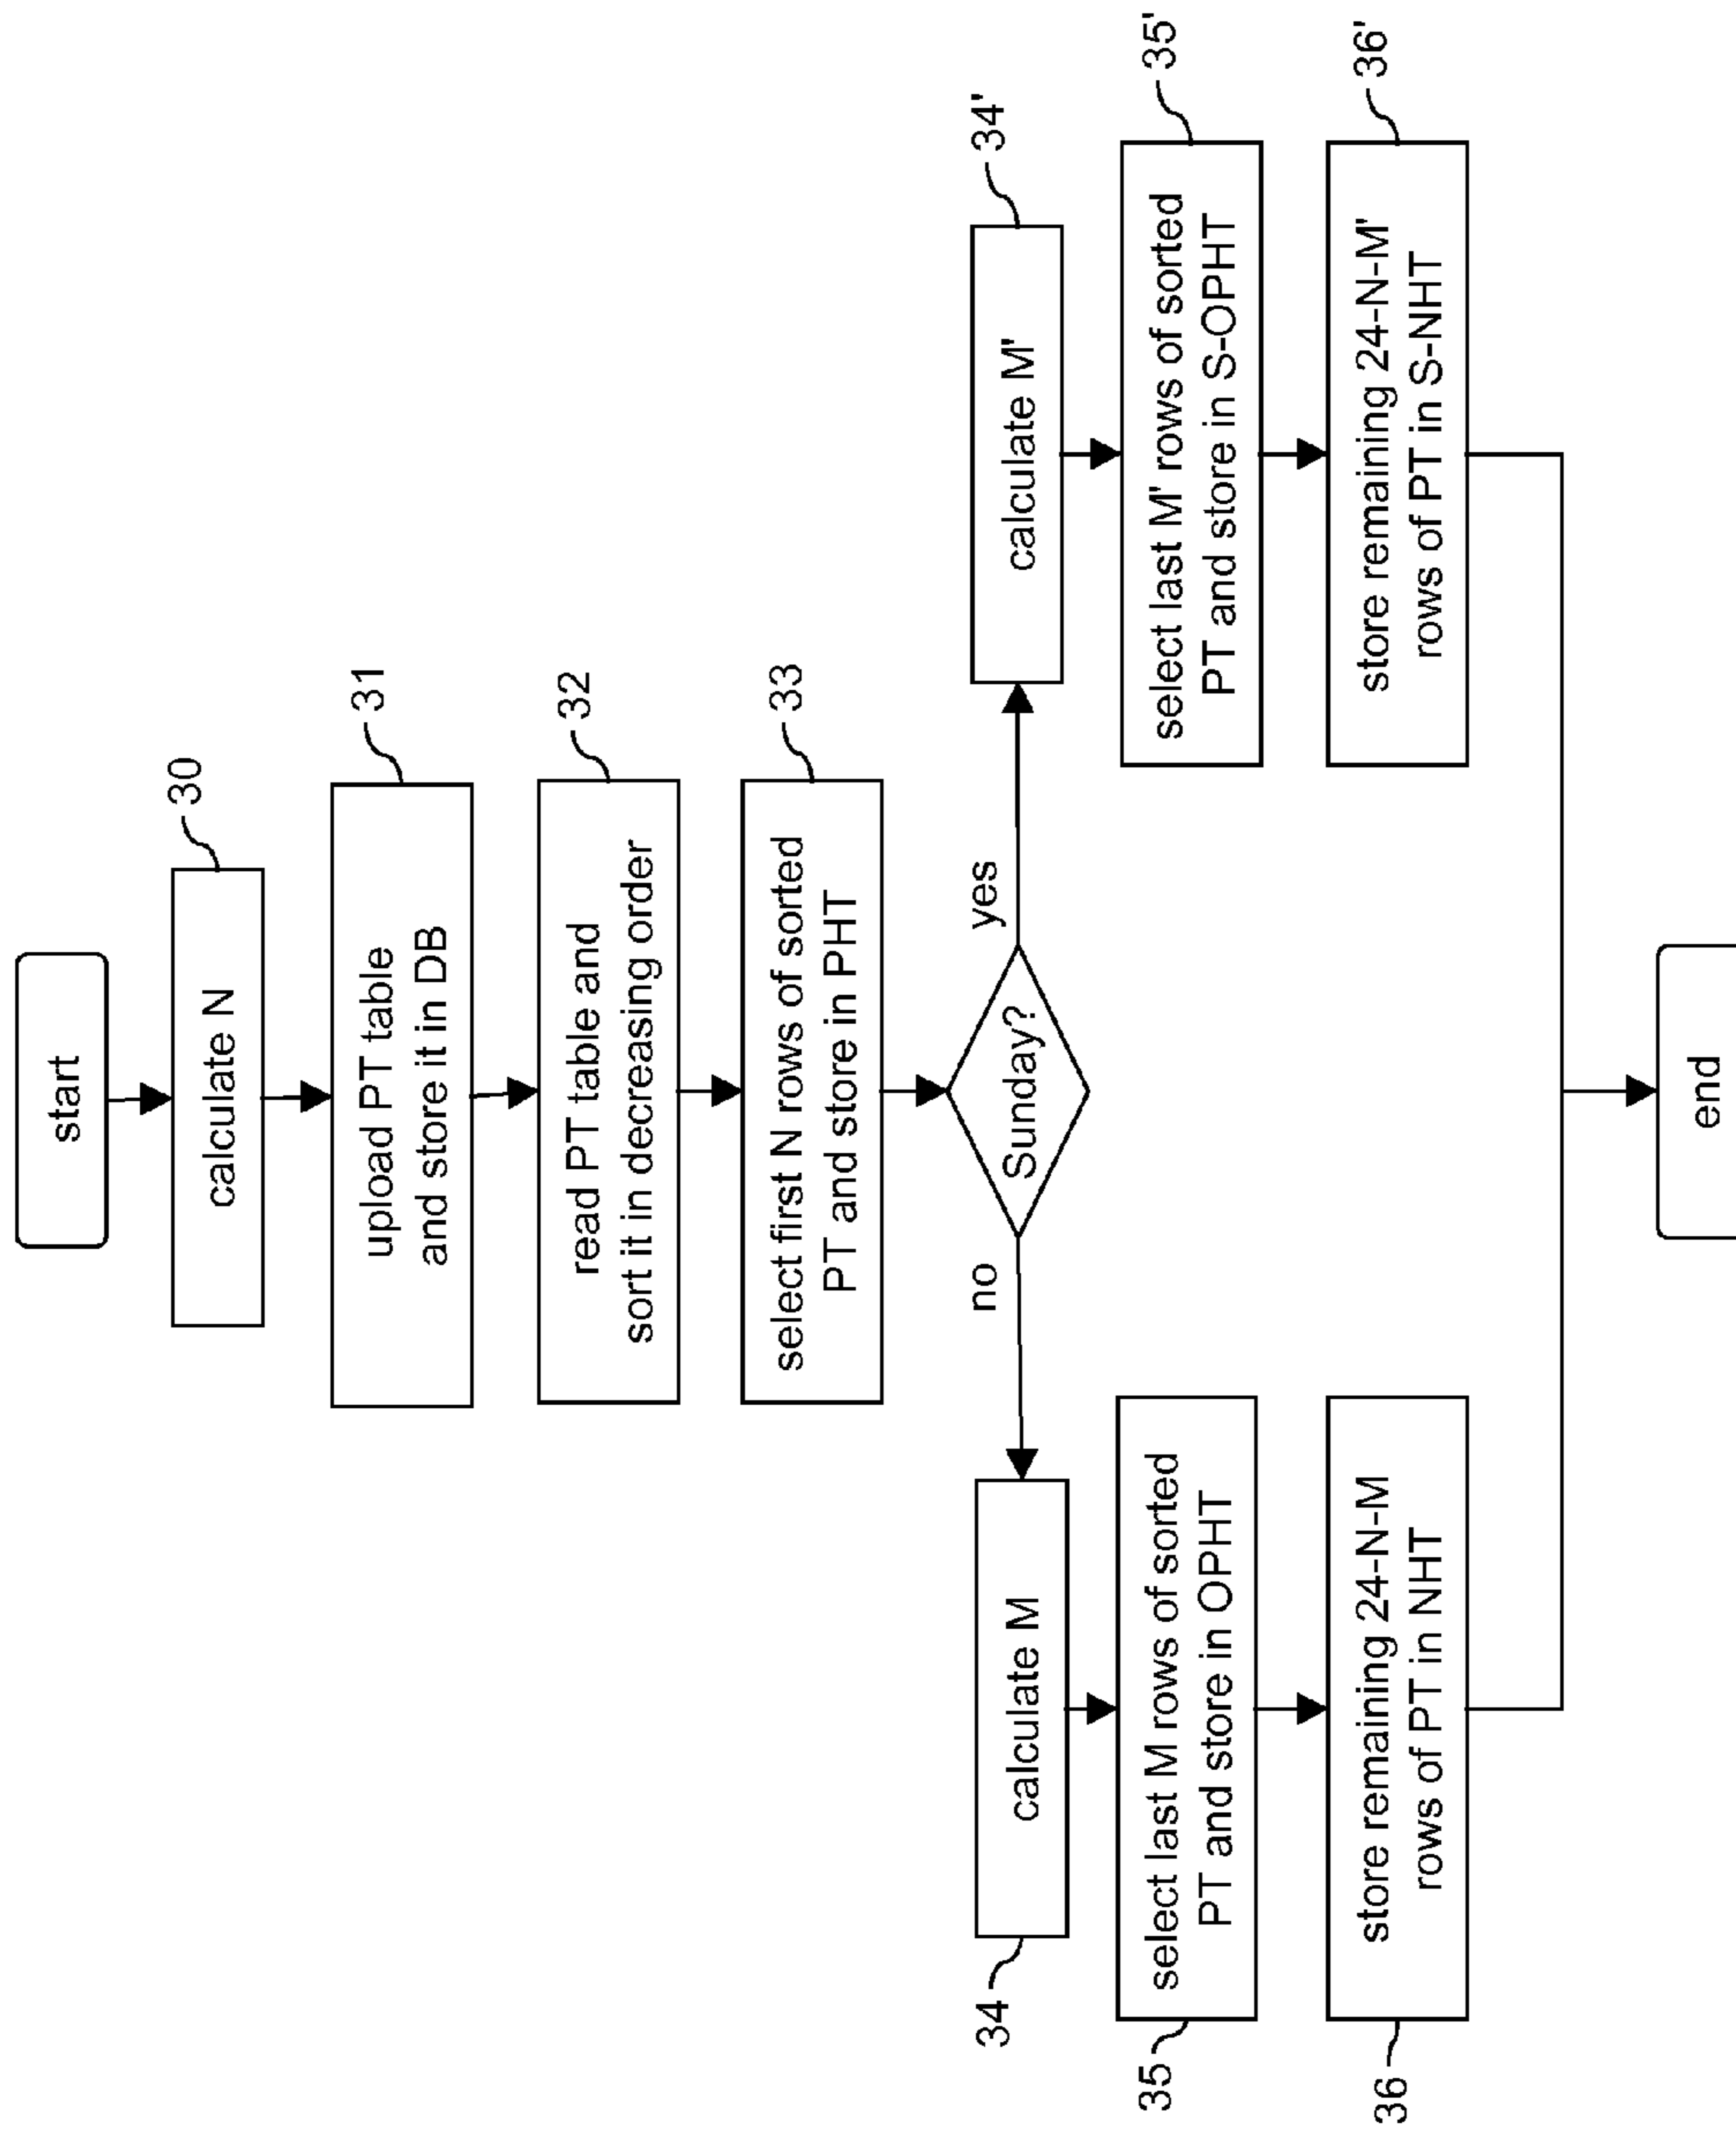 start
calculate N
30
upload PT table
and store it in DB
31
read PT table and
sort it in decreasing order
32
select first N rows of sorted
PT and store in PHT
33
Sunday?
no
yes
calculate M
34
select last M rows of sorted
PT and store in OPHT
35
store remaining 24-N-M
rows of PT in NHT
36
calculate M'
34'
select last M' rows of sorted
PT and store in S-OPHT
35'
store remaining 24-N-M'
rows of PT in S-NHT
36'
end